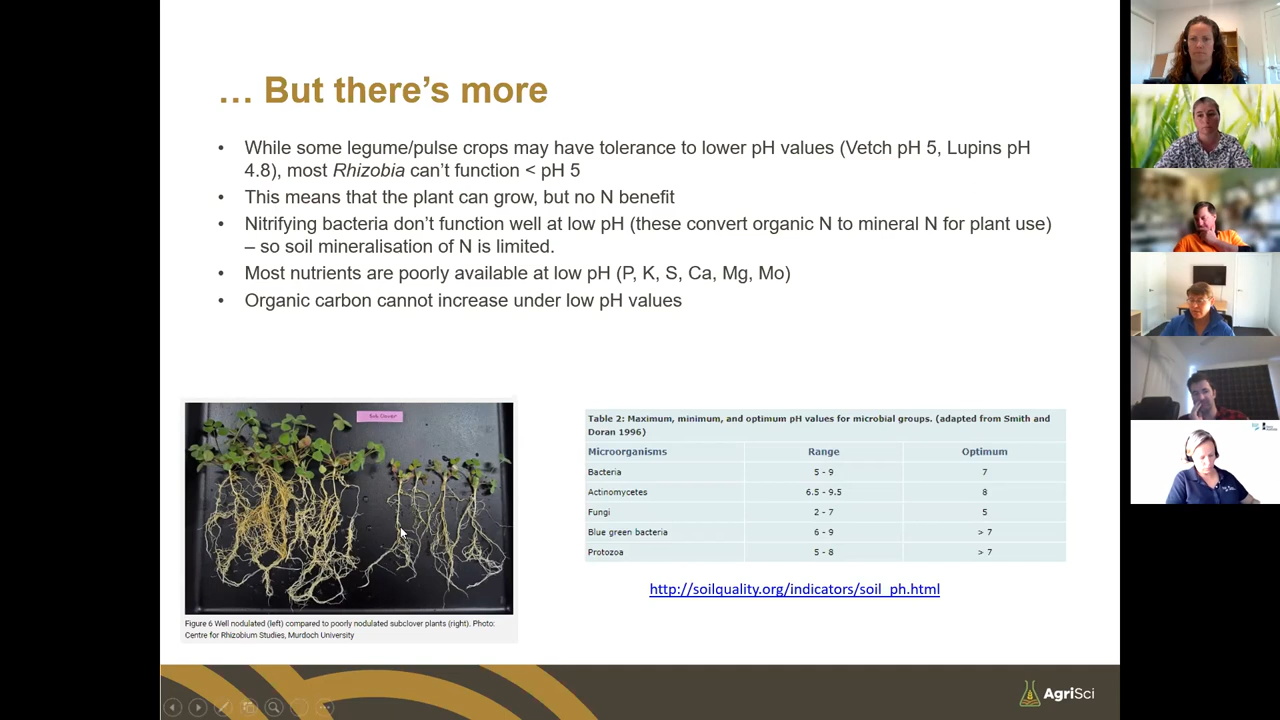 … But there's more
• While some legume/pulse crops may have tolerance to lower pH values (Vetch pH 5, Lupins pH
4.8), most Rhizobia can't function < pH 5
• This means that the plant can grow, but no N benefit
• Nitrifying bacteria don't function well at low pH (these convert organic N to mineral N for plant use)
– so soil mineralisation of N is limited.
• Most nutrients are poorly available at low pH (P, K, S, Ca, Mg, Mo)
• Organic carbon cannot increase under low pH values
Sub Clover
Figure 6 Well nodulated (left) compared to poorly nodulated subclover plants (right). Photo:
Centre for Rhizobium Studies, Murdoch University
Table 2: Maximum, minimum, and optimum pH values for microbial groups. (adapted from Smith and
Doran 1996)
Microorganisms Range Optimum
Bacteria 5 - 9 7
Actinomycetes 6.5 - 9.5 8
Fungi 2 - 7 5
Blue green bacteria 6 - 9 > 7
Protozoa 5 - 8 > 7
http://soilquality.org/indicators/soil_ph.html
AgriSci